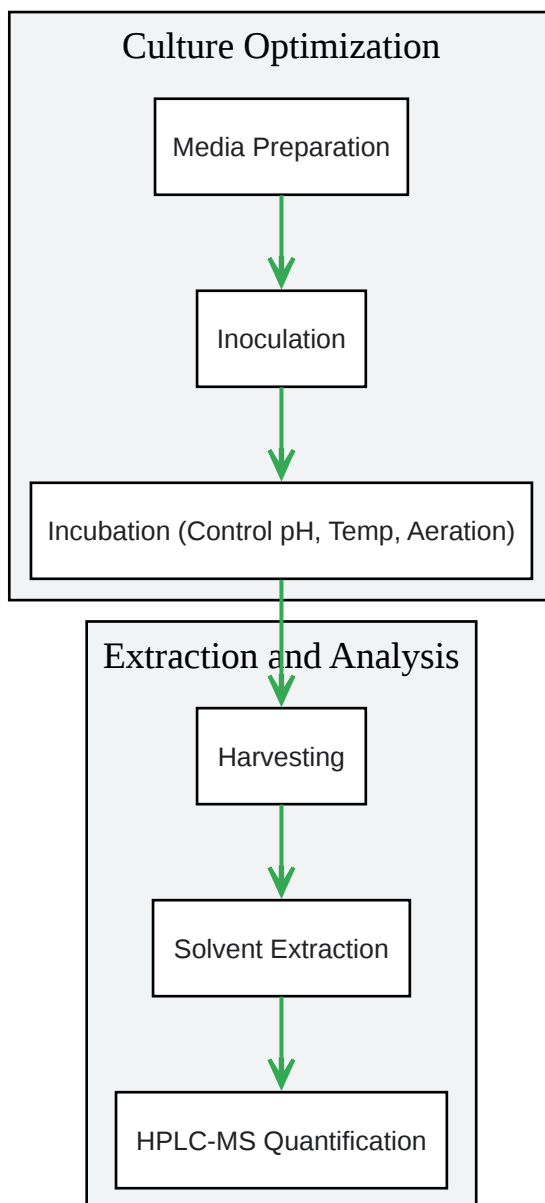 Culture Optimization
Media Preparation
Inoculation
Incubation (Control pH, Temp, Aeration)
Extraction and Analysis
Harvesting
Solvent Extraction
HPLC-MS Quantification